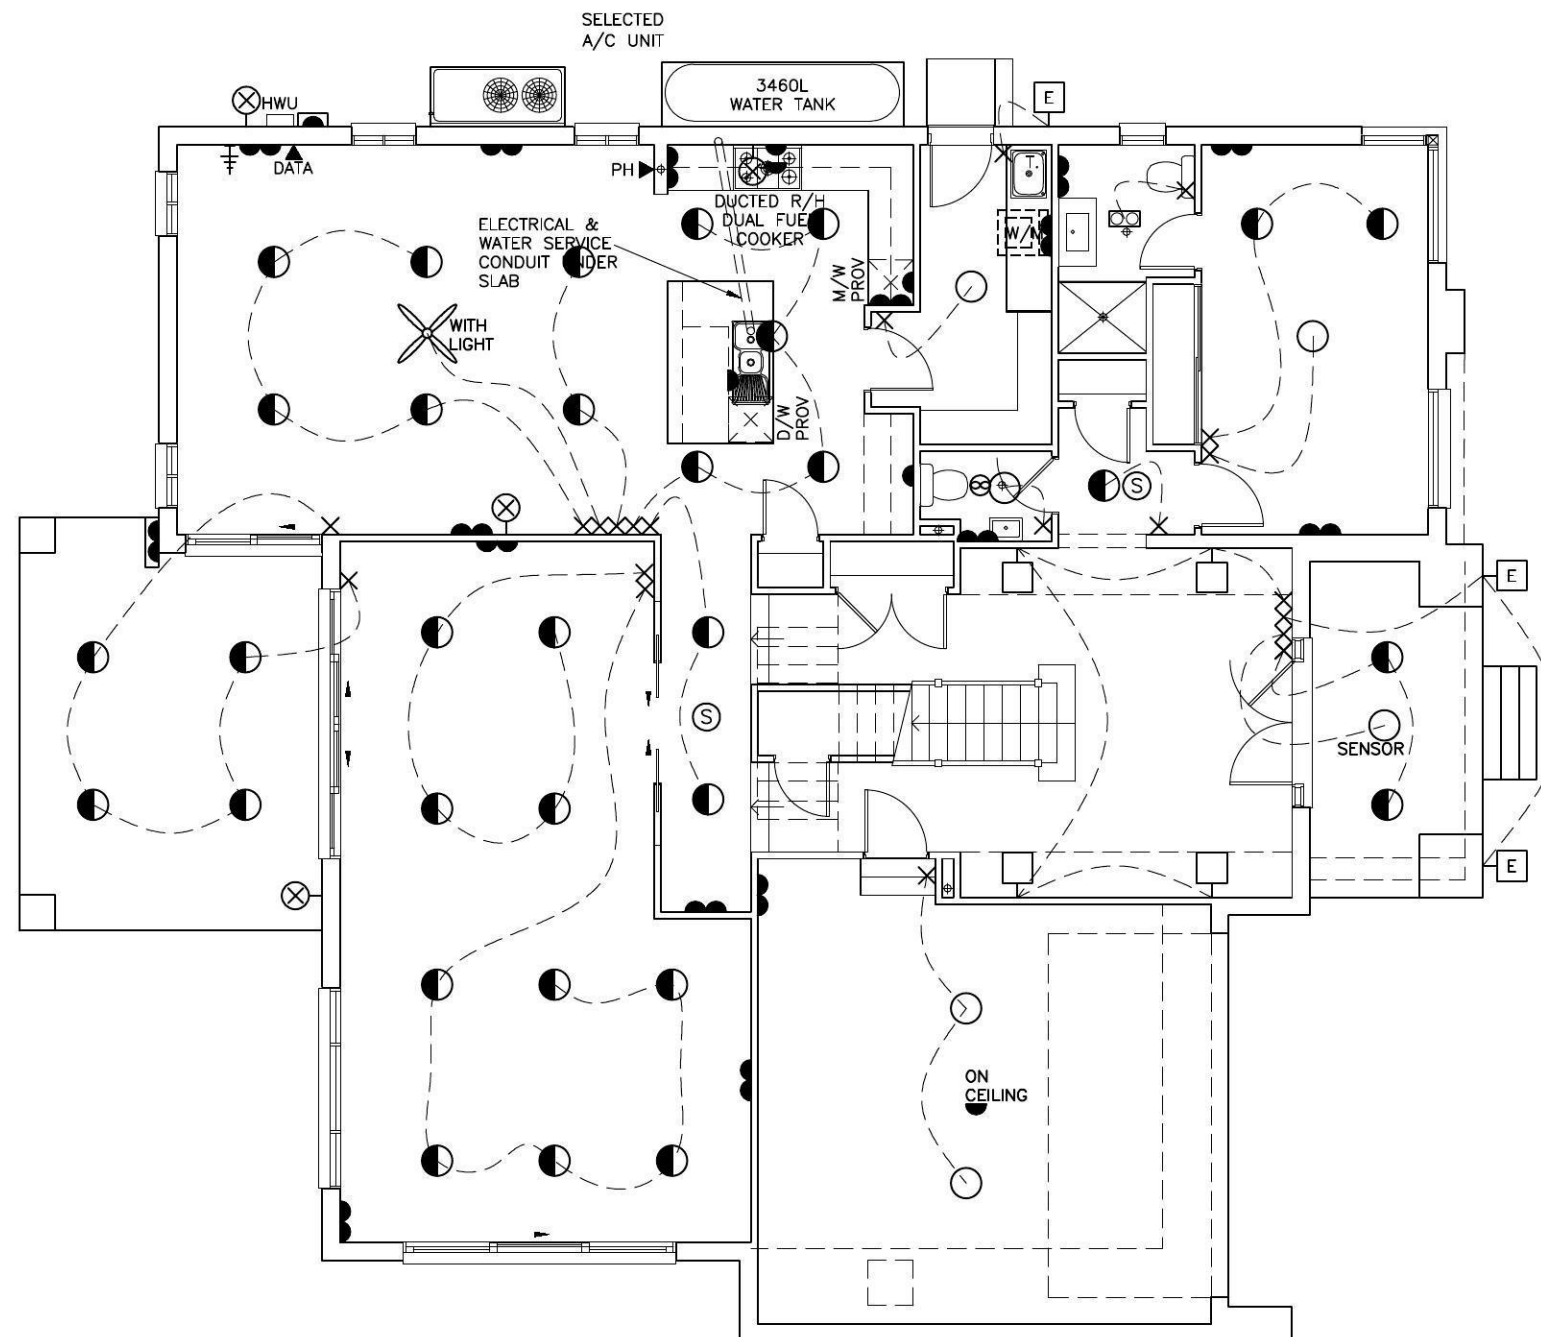 SELECTED
A/C UNIT
3460L
WATER TANK
HWU
E
DATA
PH
DUCTED R/H
DUAL FUEL
COOKER
ELECTRICAL &
WATER SERVICE
CONDUIT UNDER
SLAB
W/M
M/W
PROV
WITH
LIGHT
D/W
PROV
S
E
S
SENSOR
E
ON
CEILING